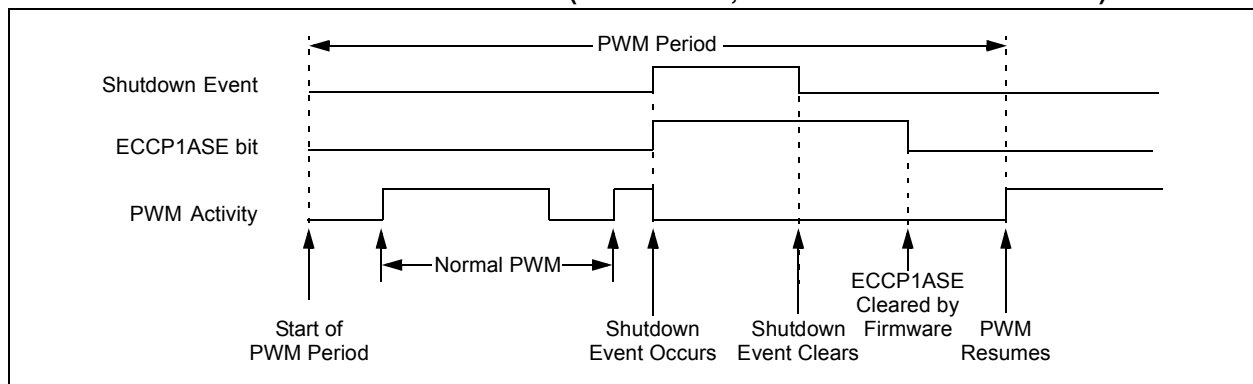 PWM Period
Shutdown Event
ECCP1ASE bit
PWM Activity
Normal PWM
Start of
PWM Period
Shutdown
Event Occurs
Shutdown
Event Clears
ECCP1ASE
Cleared by
Firmware
PWM
Resumes